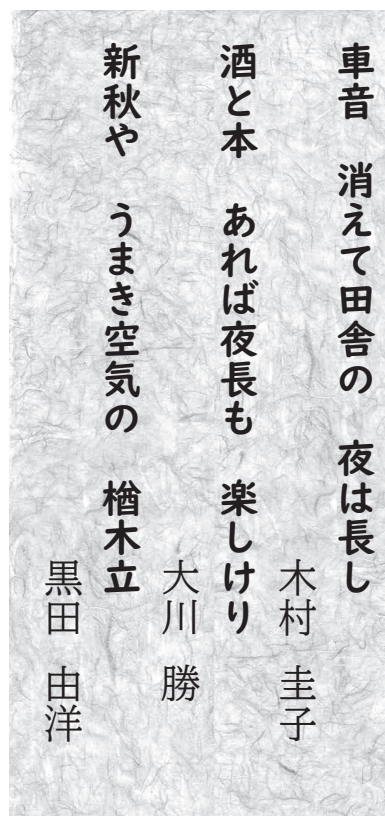 車音　消えて田舎の　夜は長し
木村　圭子
酒と本　あれば夜長も　楽しけり
大川　勝
新秋や　うまき空気の　楢木立
黒田　由洋